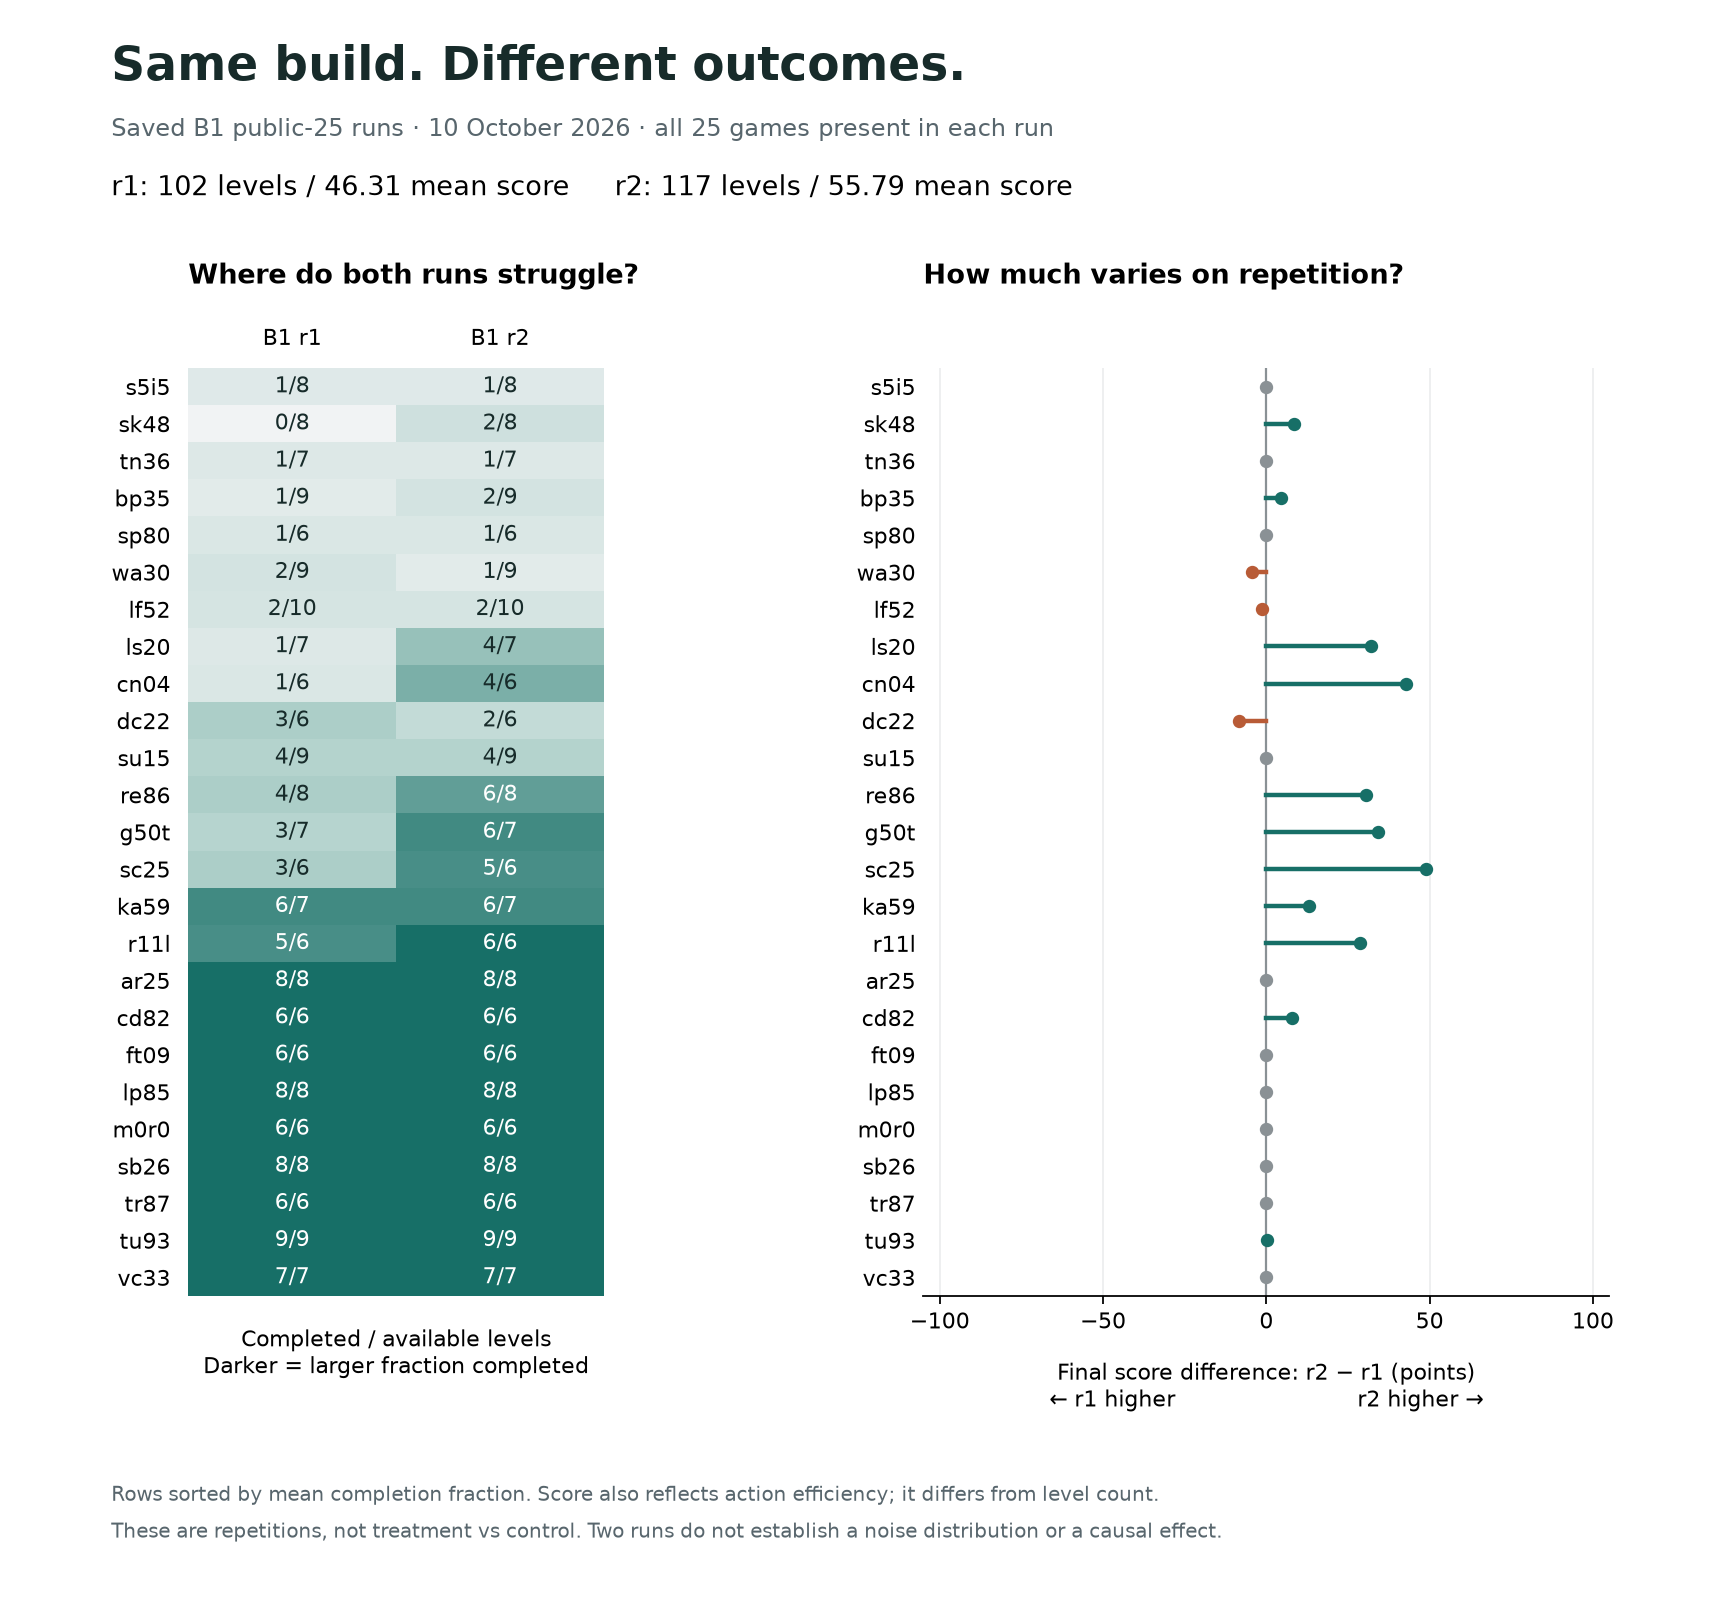 Same build. Different outcomes.
Saved B1 public-25 runs · 10 October 2026 · all 25 games present in each run
r1: 102 levels / 46.31 mean score r2: 117 levels / 55.79 mean score
Where do both runs struggle?
B1 r1 B1 r2
s5i5 1/8 1/8
sk48 0/8 2/8
tn36 1/7 1/7
bp35 1/9 2/9
sp80 1/6 1/6
wa30 2/9 1/9
lf52 2/10 2/10
ls20 1/7 4/7
cn04 1/6 4/6
dc22 3/6 2/6
su15 4/9 4/9
re86 4/8 6/8
g50t 3/7 6/7
sc25 3/6 5/6
ka59 6/7 6/7
r11l 5/6 6/6
ar25 8/8 8/8
cd82 6/6 6/6
ft09 6/6 6/6
lp85 8/8 8/8
m0r0 6/6 6/6
sb26 8/8 8/8
tr87 6/6 6/6
tu93 9/9 9/9
vc33 7/7 7/7
Completed / available levels
Darker = larger fraction completed
How much varies on repetition?
s5i5
sk48
tn36
bp35
sp80
wa30
lf52
ls20
cn04
dc22
su15
re86
g50t
sc25
ka59
r11l
ar25
cd82
ft09
lp85
m0r0
sb26
tr87
tu93
vc33
−100 −50 0 50 100
Final score difference: r2 − r1 (points)
← r1 higher r2 higher →
Rows sorted by mean completion fraction. Score also reflects action efficiency; it differs from level count.
These are repetitions, not treatment vs control. Two runs do not establish a noise distribution or a causal effect.